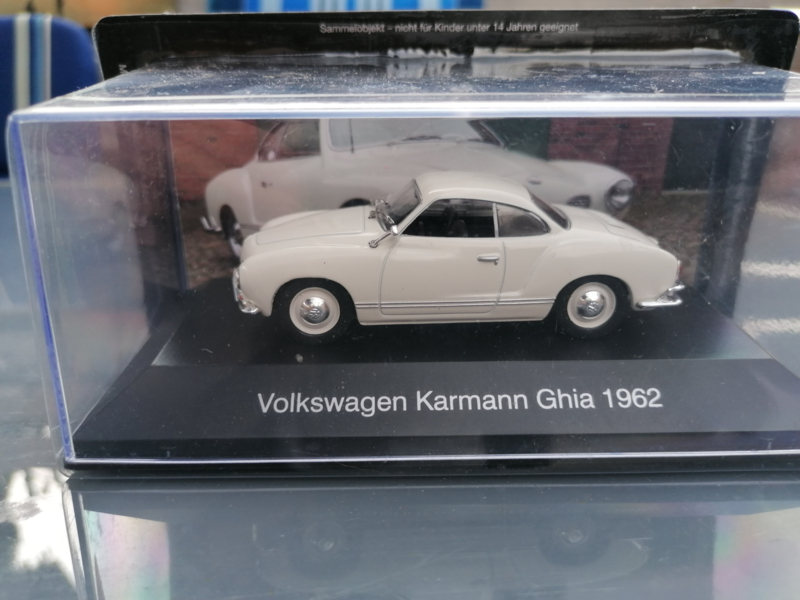 Sammelobjekt – nicht für Kinder unter 14 Jahren geeignet
Volkswagen Karmann Ghia 1962